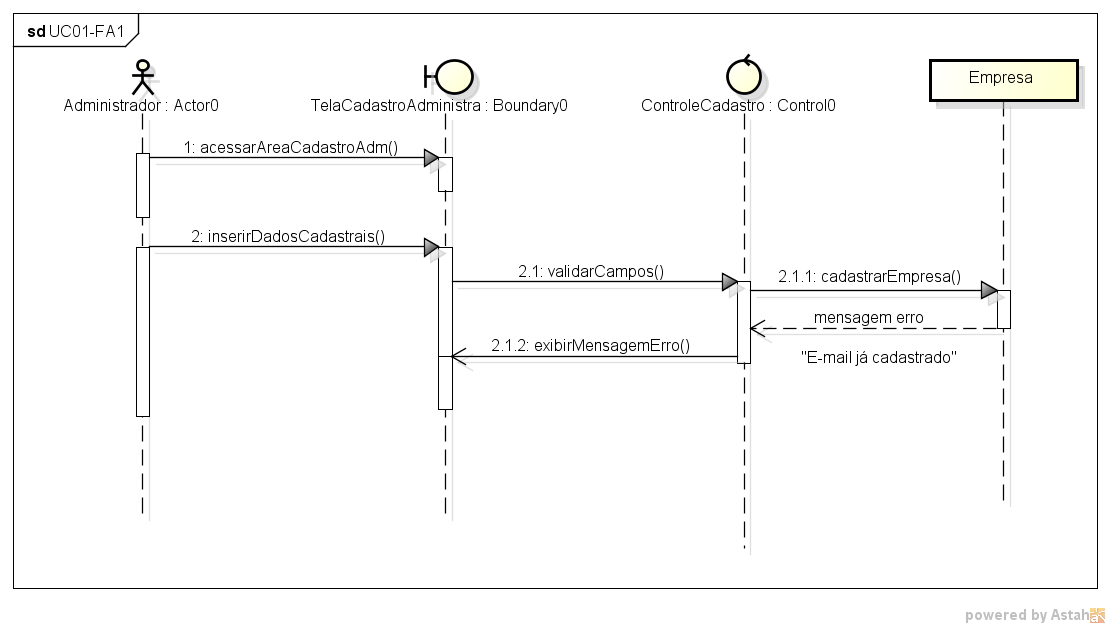 sd UC01-FA1
Administrador : Actor0
TelaCadastroAdministra : Boundary0
ControleCadastro : Control0
Empresa
1: acessarAreaCadastroAdm()
2: inserirDadosCadastrais()
2.1: validarCampos()
2.1.1: cadastrarEmpresa()
mensagem erro
2.1.2: exibirMensagemErro()
"E-mail já cadastrado"
powered by Astah